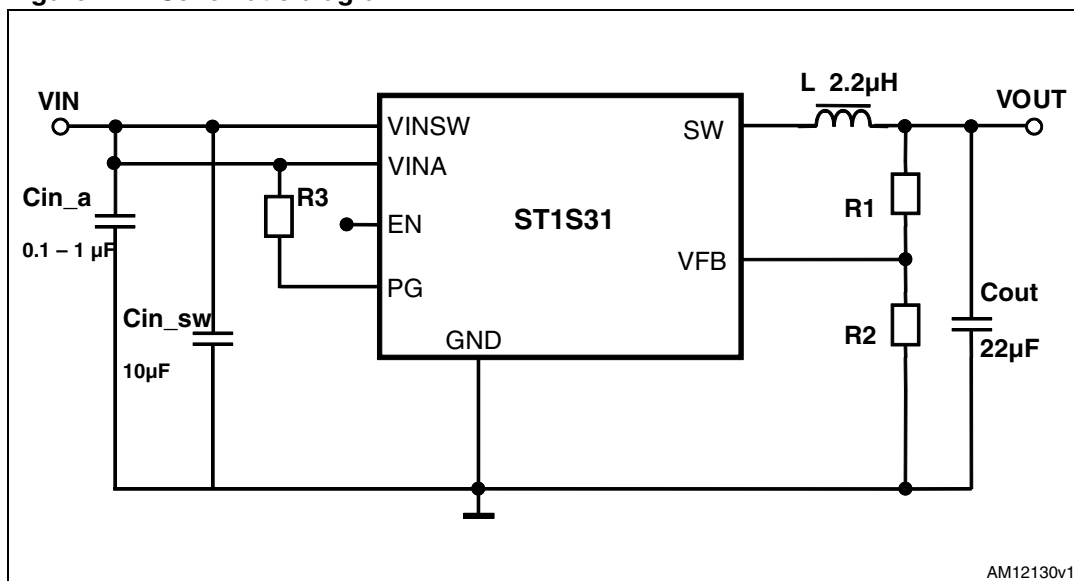 VIN
VINSW
VINA
EN
PG
GND
ST1S31
SW
VFB
L 2.2µH
VOUT
Cin_a
0.1 – 1 µF
R3
Cin_sw
10µF
R1
R2
Cout
22µF
AM12130v1